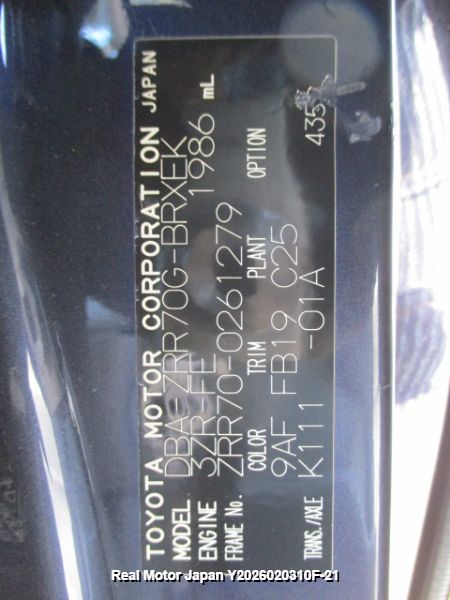 TOYOTA MOTOR CORPORATION JAPAN
MODEL DBA-ZRR70G-BRXEK
ENGINE 3ZR-FE 1986 mL
FRAME No. ZRR70-0261279
COLOR TRIM PLANT OPTION
9AF FB19 C25
TRANS./AXLE K111 -01A 435
Real Motor Japan Y2026020310F-21